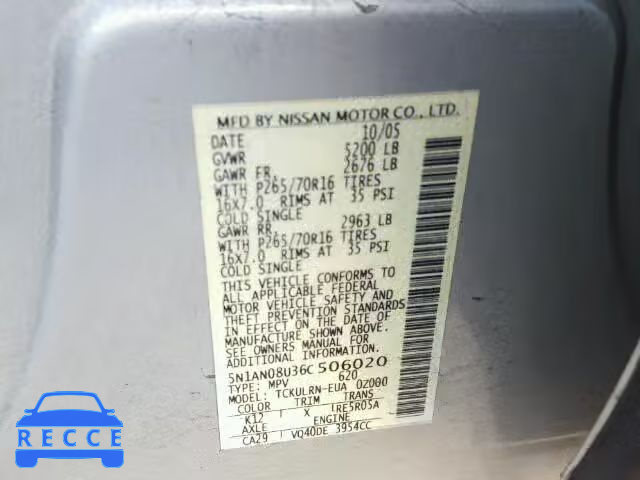 MFD BY NISSAN MOTOR CO., LTD.
DATE 10/05
GVWR 5200 LB
GAWR FR. 2676 LB
WITH P265/70R16 TIRES
16X7.0 RIMS AT 35 PSI
COLD SINGLE
GAWR RR. 2963 LB
WITH P265/70R16 TIRES
16X7.0 RIMS AT 35 PSI
COLD SINGLE
THIS VEHICLE CONFORMS TO
ALL APPLICABLE FEDERAL
MOTOR VEHICLE SAFETY AND
THEFT PREVENTION STANDARDS
IN EFFECT ON THE DATE OF
MANUFACTURE SHOWN ABOVE.
SEE OWNERS MANUAL FOR
5N1AN08U36C506020
TYPE: MPV 620
MODEL: TCKULRN-EUA 0Z000
COLOR TRIM TRANS
K12 X RE5R05A
AXLE ENGINE
CA29 VQ40DE 3954CC
RECCE